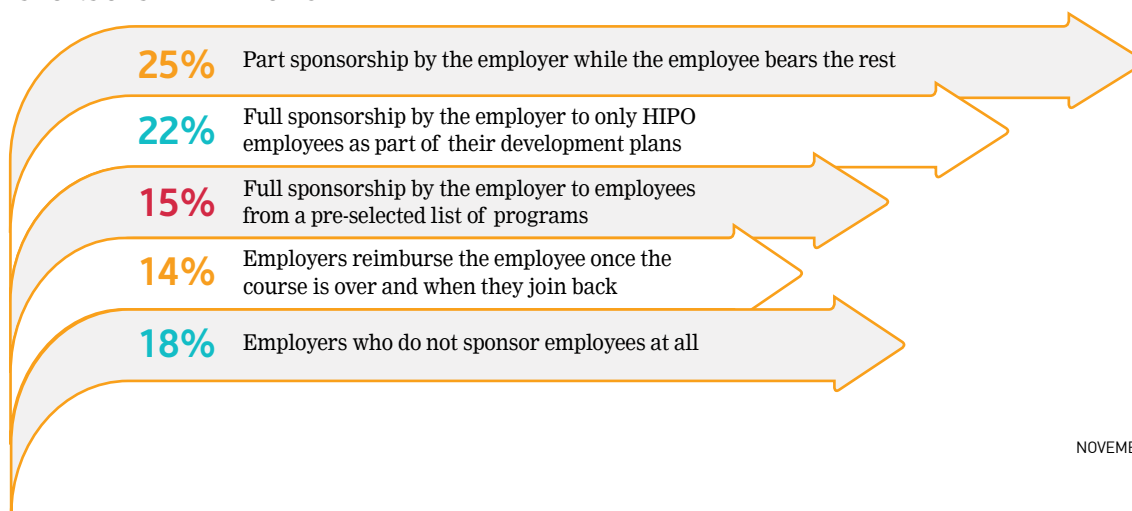 25% Part sponsorship by the employer while the employee bears the rest
22% Full sponsorship by the employer to only HIPO
employees as part of their development plans
15% Full sponsorship by the employer to employees
from a pre-selected list of programs
14% Employers reimburse the employee once the
course is over and when they join back
18% Employers who do not sponsor employees at all